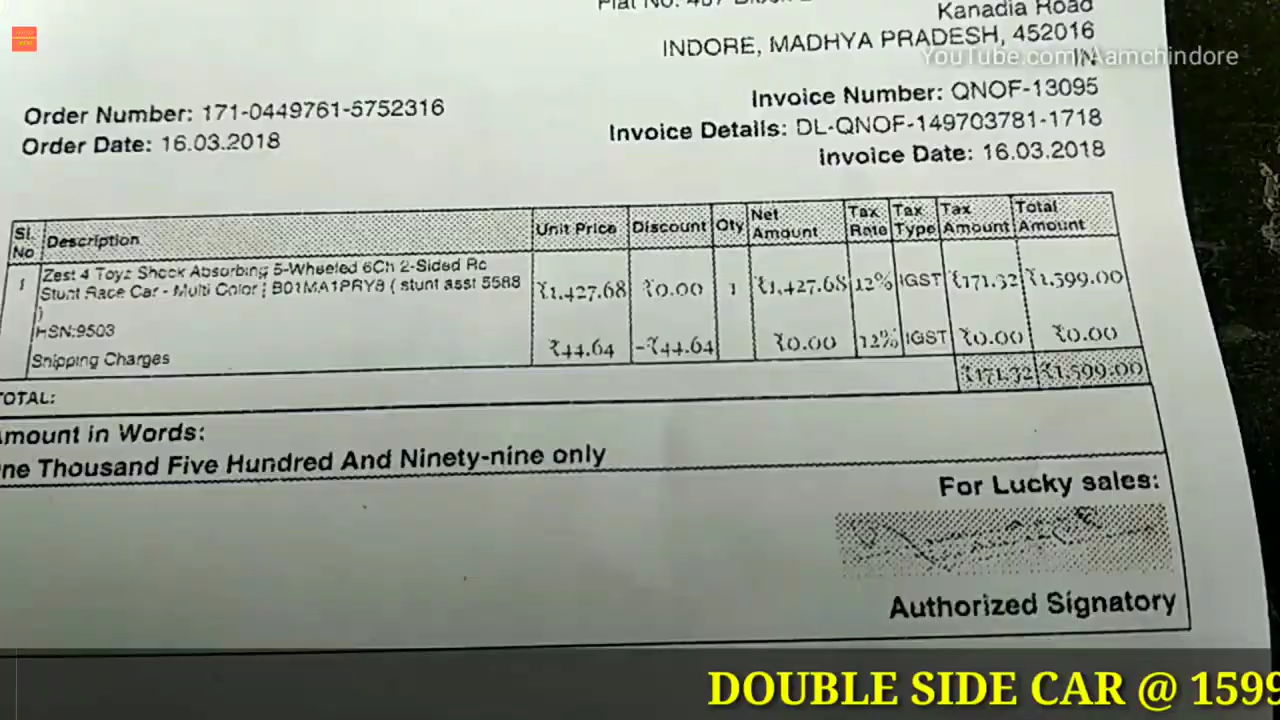 Kanadia Road
INDORE, MADHYA PRADESH, 452016
IN
YouTube.com/Aamchindore
Order Number: 171-0449761-5752316
Order Date: 16.03.2018
Invoice Number: QNOF-13095
Invoice Details: DL-QNOF-149703781-1718
Invoice Date: 16.03.2018
Sl. No Description Unit Price Discount Qty Net Amount Tax Rate Tax Type Tax Amount Total Amount
1 Zest 4 Toyz Shock Absorbing 5-Wheeled 6Ch 2-Sided Rc
Stunt Race Car - Multi Color | B01MA1PRY8 ( stunt asst 5588
) ₹1,427.68 ₹0.00 1 ₹1,427.68 12% IGST ₹171.32 ₹1,599.00
HSN:9503
Shipping Charges ₹44.64 -₹44.64 ₹0.00 12% IGST ₹0.00 ₹0.00
TOTAL: ₹171.32 ₹1,599.00
Amount in Words:
One Thousand Five Hundred And Ninety-nine only
For Lucky sales:
Authorized Signatory
DOUBLE SIDE CAR @ 1599